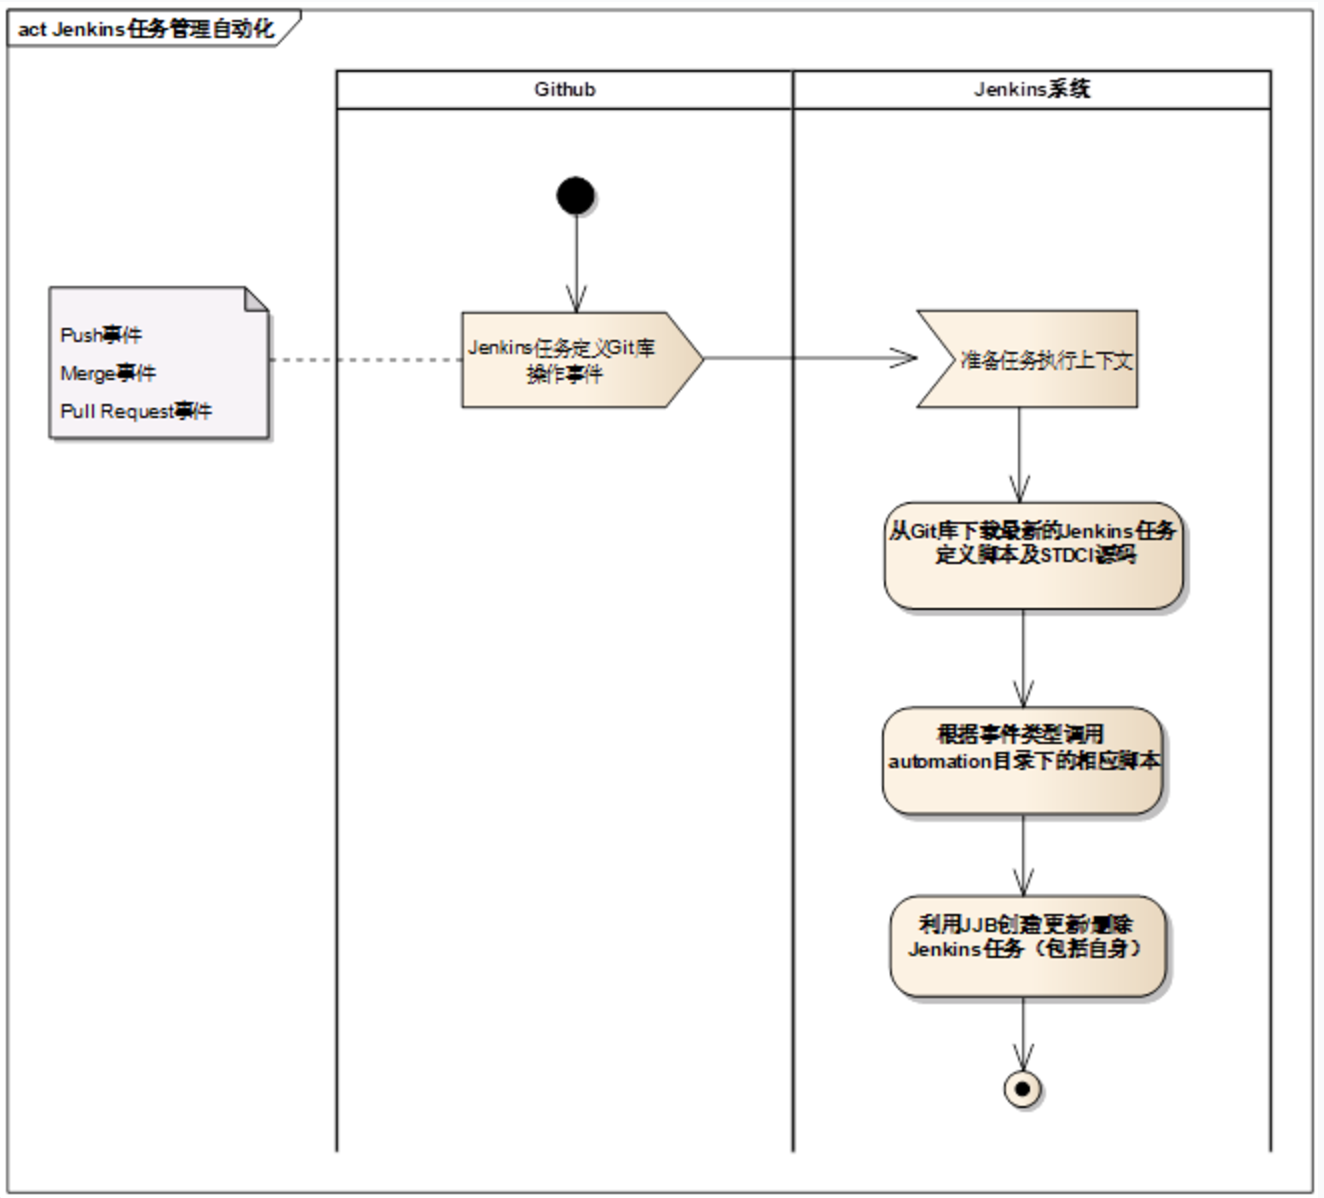 act Jenkins任务管理自动化
Github
Jenkins系统
Push事件
Merge事件
Pull Request事件
Jenkins任务定义Git库
操作事件
准备任务执行上下文
从Git库下载最新的Jenkins任务
定义脚本及STDCI源码
根据事件类型调用
automation目录下的相应脚本
利用JJB创建/更新/删除
Jenkins任务（包括自身）